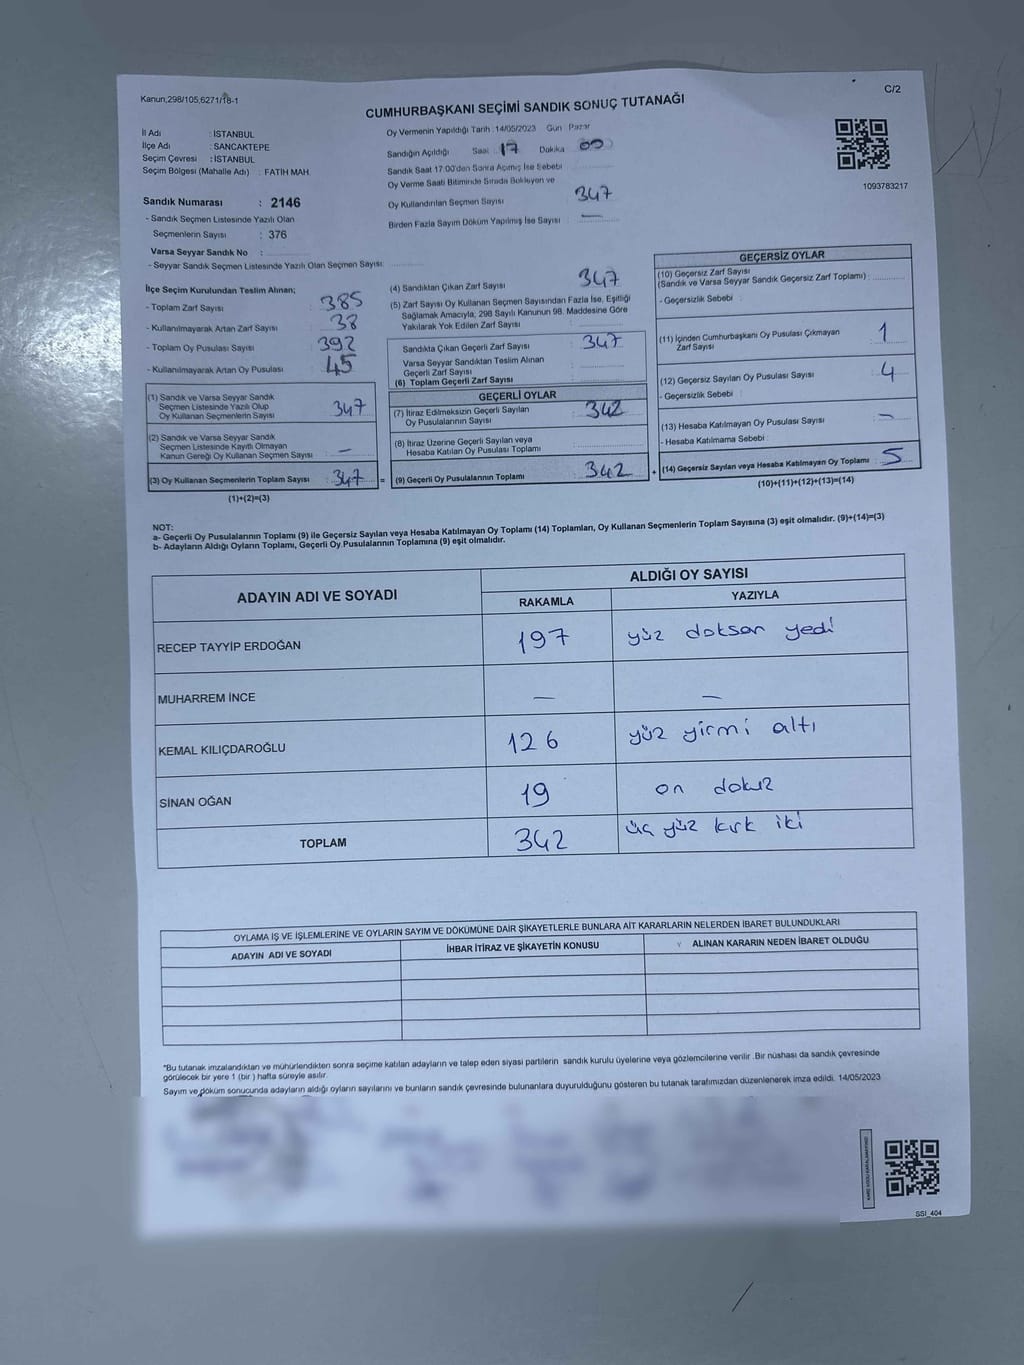 Kanun,298/105,6271/18-1
C/2
CUMHURBAŞKANI SEÇİMİ SANDIK SONUÇ TUTANAĞI
İl Adı : İSTANBUL
İlçe Adı : SANCAKTEPE
Seçim Çevresi : İSTANBUL
Seçim Bölgesi (Mahalle Adı) : FATİH MAH.
Oy Vermenin Yapıldığı Tarih :14/05/2023 Gün : Pazar
Sandığın Açıldığı Saat : 17 Dakika : 00
Sandık Saat 17:00'den Sonra Açılmış İse Sebebi :
Oy Verme Saati Bitiminde Sırada Bekleyen ve
Oy Kullandırılan Seçmen Sayısı : 347
Birden Fazla Sayım Döküm Yapılmış İse Sayısı : —
1093783217
Sandık Numarası : 2146
- Sandık Seçmen Listesinde Yazılı Olan
Seçmenlerin Sayısı : 376
Varsa Seyyar Sandık No :
- Seyyar Sandık Seçmen Listesinde Yazılı Olan Seçmen Sayısı:
İlçe Seçim Kurulundan Teslim Alınan;
- Toplam Zarf Sayısı : 385
- Kullanılmayarak Artan Zarf Sayısı : 38
- Toplam Oy Pusulası Sayısı : 392
- Kullanılmayarak Artan Oy Pusulası : 45
(1) Sandık ve Varsa Seyyar Sandık
Seçmen Listesinde Yazılı Olup
Oy Kullanan Seçmenlerin Sayısı : 347
(2) Sandık ve Varsa Seyyar Sandık
Seçmen Listesinde Kayıtlı Olmayan
Kanun Gereği Oy Kullanan Seçmen Sayısı : —
(3) Oy Kullanan Seçmenlerin Toplam Sayısı : 347 =
(1)+(2)=(3)
(4) Sandıktan Çıkan Zarf Sayısı : 347
(5) Zarf Sayısı Oy Kullanan Seçmen Sayısından Fazla İse, Eşitliği
Sağlamak Amacıyla, 298 Sayılı Kanunun 98. Maddesine Göre
Yakılarak Yok Edilen Zarf Sayısı :
Sandıkta Çıkan Geçerli Zarf Sayısı : 347
Varsa Seyyar Sandıktan Teslim Alınan
Geçerli Zarf Sayısı :
(6) Toplam Geçerli Zarf Sayısı :
GEÇERLİ OYLAR
(7) İtiraz Edilmeksizin Geçerli Sayılan
Oy Pusulalarının Sayısı : 342
(8) İtiraz Üzerine Geçerli Sayılan veya
Hesaba Katılan Oy Pusulası Toplamı :
(9) Geçerli Oy Pusulalarının Toplamı : 342 +
GEÇERSİZ OYLAR
(10) Geçersiz Zarf Sayısı
(Sandık ve Varsa Seyyar Sandık Geçersiz Zarf Toplamı) :
- Geçersizlik Sebebi :
(11) İçinden Cumhurbaşkanı Oy Pusulası Çıkmayan
Zarf Sayısı : 1
(12) Geçersiz Sayılan Oy Pusulası Sayısı : 4
- Geçersizlik Sebebi :
(13) Hesaba Katılmayan Oy Pusulası Sayısı : —
- Hesaba Katılmama Sebebi :
(14) Geçersiz Sayılan veya Hesaba Katılmayan Oy Toplamı : 5
(10)+(11)+(12)+(13)=(14)
NOT:
a- Geçerli Oy Pusulalarının Toplamı (9) ile Geçersiz Sayılan veya Hesaba Katılmayan Oy Toplamı (14) Toplamları, Oy Kullanan Seçmenlerin Toplam Sayısına (3) eşit olmalıdır. (9)+(14)=(3)
b- Adayların Aldığı Oyların Toplamı, Geçerli Oy Pusulalarının Toplamına (9) eşit olmalıdır.
ADAYIN ADI VE SOYADI
ALDIĞI OY SAYISI
RAKAMLA YAZIYLA
RECEP TAYYİP ERDOĞAN 197 yüz doksan yedi
MUHARREM İNCE — —
KEMAL KILIÇDAROĞLU 126 yüz yirmi altı
SİNAN OĞAN 19 on dokuz
TOPLAM 342 üç yüz kırk iki
OYLAMA İŞ VE İŞLEMLERİNE VE OYLARIN SAYIM VE DÖKÜMÜNE DAİR ŞİKAYETLERLE BUNLARA AİT KARARLARIN NELERDEN İBARET BULUNDUKLARI
ADAYIN ADI VE SOYADI İHBAR İTİRAZ VE ŞİKAYETİN KONUSU ALINAN KARARIN NEDEN İBARET OLDUĞU
*Bu tutanak imzalandıktan ve mühürlendikten sonra seçime katılan adayların ve talep eden siyasi partilerin sandık kurulu üyelerine veya gözlemcilerine verilir .Bir nüshası da sandık çevresinde
görülecek bir yere 1 (bir ) hafta süreyle asılır.
Sayım ve döküm sonucunda adayların aldığı oyların sayılarını ve bunların sandık çevresinde bulunanlara duyurulduğunu gösteren bu tutanak tarafımızdan düzenlenerek imza edildi. 14/05/2023
SSI_404